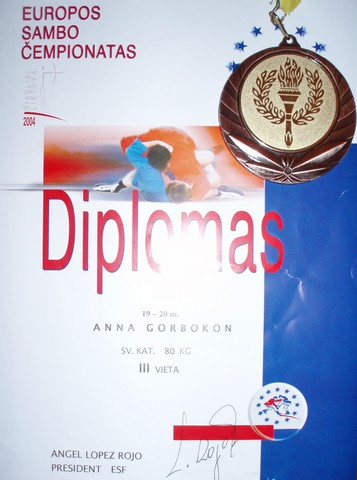 EUROPOS
SAMBO
ČEMPIONATAS
2004
Diplomas
19 – 20 m.
ANNA GORBOKON
SV. KAT. 80 KG
III VIETA
ANGEL LOPEZ ROJO
PRESIDENT ESF